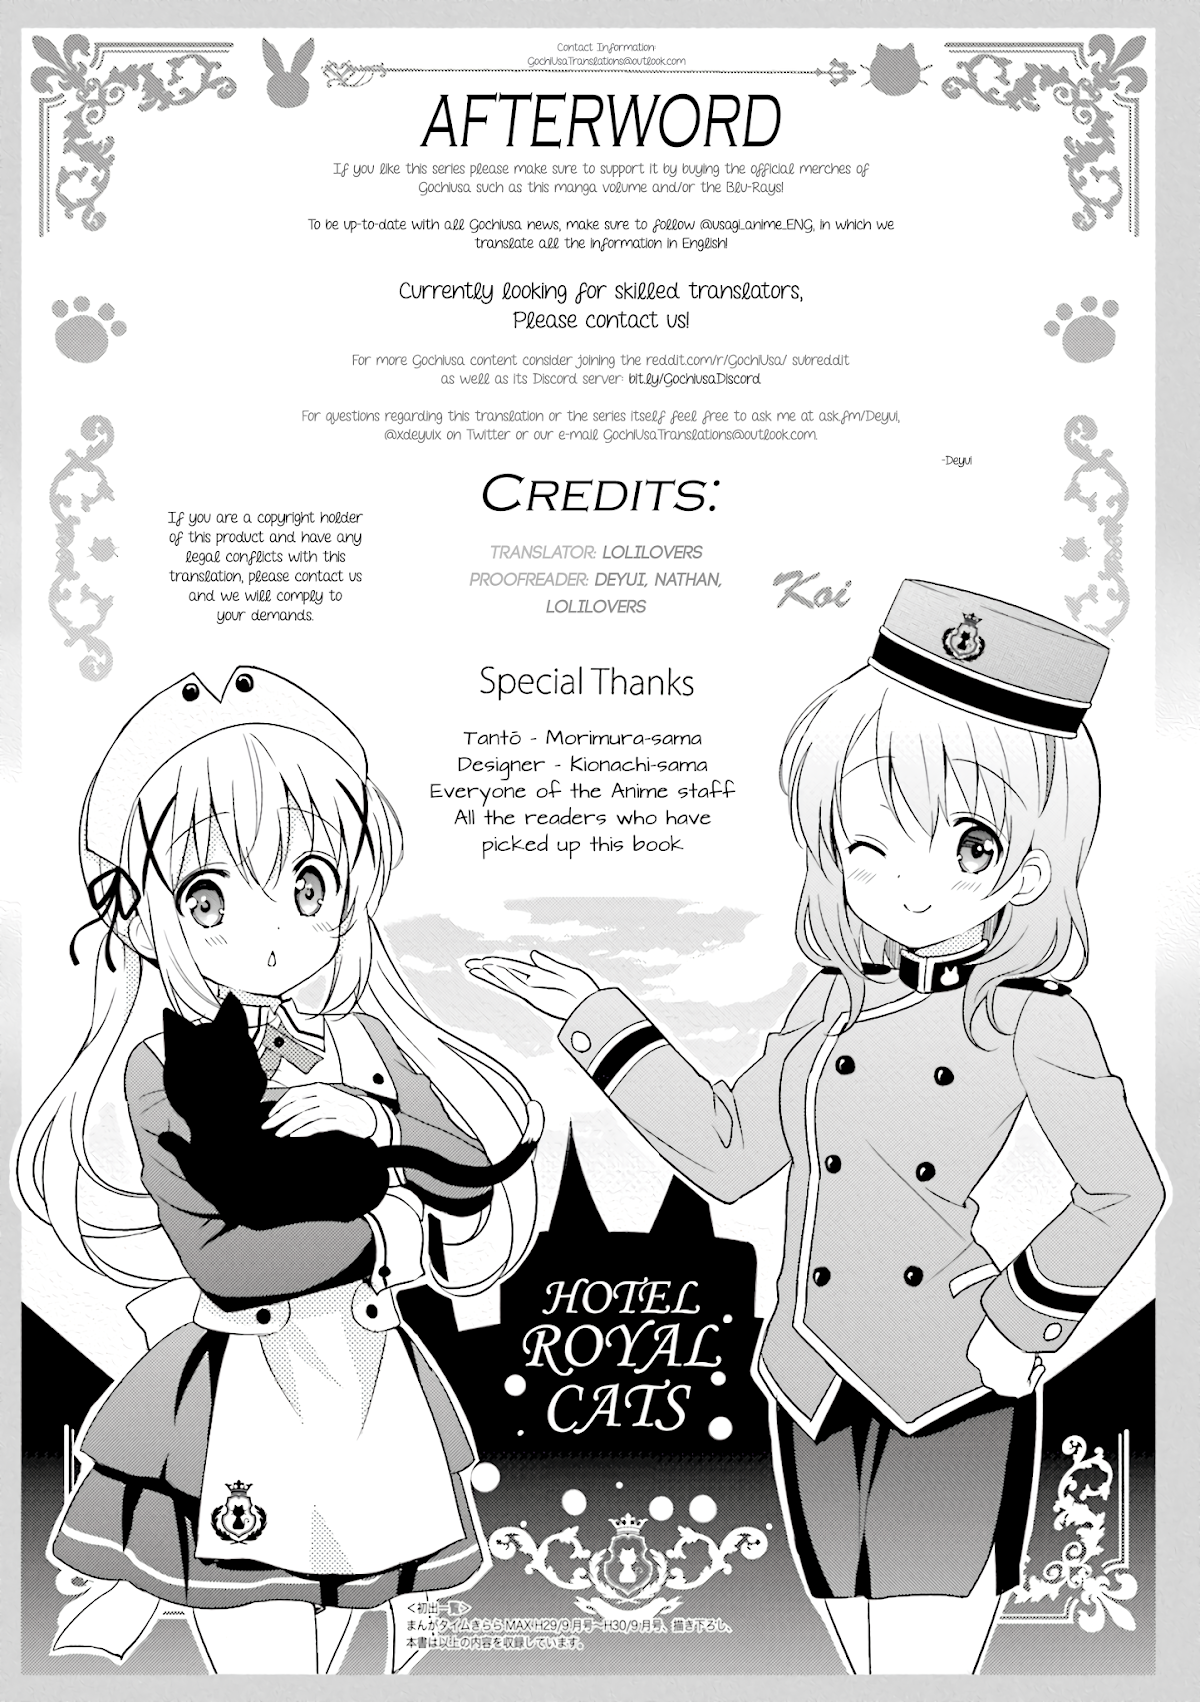 Contact Information
GochiUsaTranslations@outlook.com
AFTERWORD
If you like this series please make sure to support it by buying the official merches of
Gochiusa such as this manga volume and/or the Blu-Rays!
To be up-to-date with all Gochiusa news, make sure to follow @usagi_anime_ENG, in which we
translate all the information in English!
Currently looking for skilled translators,
Please contact us!
For more Gochiusa content consider joining the reddit.com/r/GochiUsa/ subreddit
as well as its Discord server: bit.ly/GochiusaDiscord
For questions regarding this translation or the series itself feel free to ask me at ask.fm/Deyui,
@xdeyuix on Twitter or our e-mail GochiUsaTranslations@outlook.com.
-Deyui
CREDITS:
If you are a copyright holder
of this product and have any
legal conflicts with this
translation, please contact us
and we will comply to
your demands.
TRANSLATOR: LOLILOVERS
PROOFREADER: DEYUI, NATHAN,
LOLILOVERS
Koi
Special Thanks
Tantō - Morimura-sama
Designer - Kionachi-sama
Everyone of the Anime staff
All the readers who have
picked up this book
HOTEL
ROYAL
CATS
<初出一覧>
まんがタイムきららMAX H29/9月号~H30/9月号、描き下ろし、
本書は以上の内容を収録しています。